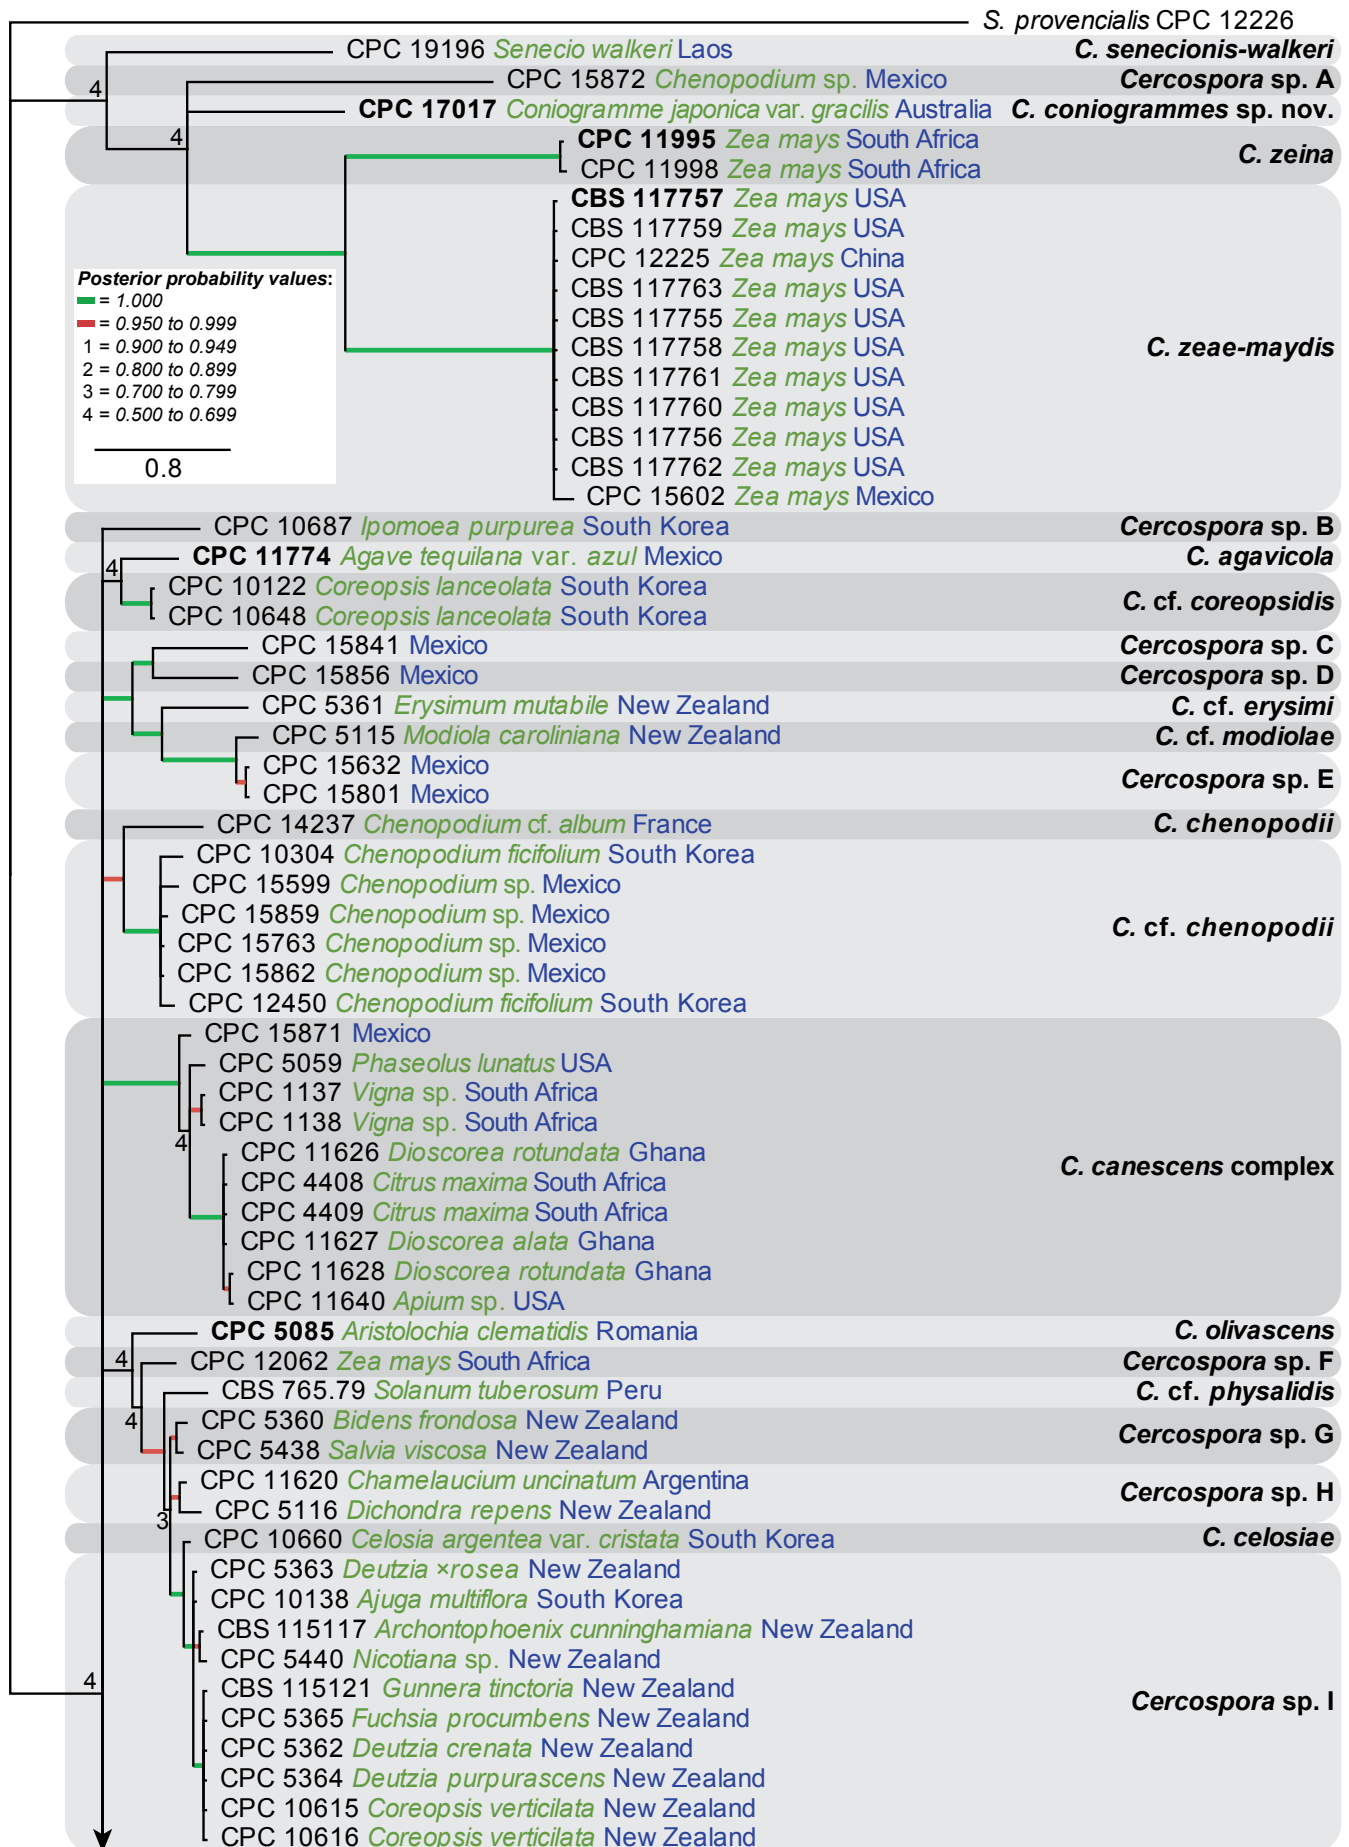 S. provencialis CPC 12226
CPC 19196 Senecio walkeri Laos C. senecionis-walkeri
4
CPC 15872 Chenopodium sp. Mexico Cercospora sp. A
CPC 17017 Coniogramme japonica var. gracilis Australia C. coniogrammes sp. nov.
4
CPC 11995 Zea mays South Africa
C. zeina
CPC 11998 Zea mays South Africa
CBS 117757 Zea mays USA
CBS 117759 Zea mays USA
CPC 12225 Zea mays China
CBS 117763 Zea mays USA
CBS 117755 Zea mays USA
CBS 117758 Zea mays USA
C. zeae-maydis
CBS 117761 Zea mays USA
CBS 117760 Zea mays USA
CBS 117756 Zea mays USA
CBS 117762 Zea mays USA
CPC 15602 Zea mays Mexico
Posterior probability values:
= 1.000
= 0.950 to 0.999
1 = 0.900 to 0.949
2 = 0.800 to 0.899
3 = 0.700 to 0.799
4 = 0.500 to 0.699
0.8
CPC 10687 Ipomoea purpurea South Korea Cercospora sp. B
CPC 11774 Agave tequilana var. azul Mexico C. agavicola
4
CPC 10122 Coreopsis lanceolata South Korea
C. cf. coreopsidis
CPC 10648 Coreopsis lanceolata South Korea
CPC 15841 Mexico Cercospora sp. C
CPC 15856 Mexico Cercospora sp. D
CPC 5361 Erysimum mutabile New Zealand C. cf. erysimi
CPC 5115 Modiola caroliniana New Zealand C. cf. modiolae
CPC 15632 Mexico
Cercospora sp. E
CPC 15801 Mexico
CPC 14237 Chenopodium cf. album France C. chenopodii
CPC 10304 Chenopodium ficifolium South Korea
CPC 15599 Chenopodium sp. Mexico
CPC 15859 Chenopodium sp. Mexico
C. cf. chenopodii
CPC 15763 Chenopodium sp. Mexico
CPC 15862 Chenopodium sp. Mexico
CPC 12450 Chenopodium ficifolium South Korea
CPC 15871 Mexico
CPC 5059 Phaseolus lunatus USA
CPC 1137 Vigna sp. South Africa
CPC 1138 Vigna sp. South Africa
4
CPC 11626 Dioscorea rotundata Ghana
C. canescens complex
CPC 4408 Citrus maxima South Africa
CPC 4409 Citrus maxima South Africa
CPC 11627 Dioscorea alata Ghana
CPC 11628 Dioscorea rotundata Ghana
CPC 11640 Apium sp. USA
CPC 5085 Aristolochia clematidis Romania C. olivascens
4
CPC 12062 Zea mays South Africa Cercospora sp. F
CBS 765.79 Solanum tuberosum Peru C. cf. physalidis
4
CPC 5360 Bidens frondosa New Zealand
Cercospora sp. G
CPC 5438 Salvia viscosa New Zealand
CPC 11620 Chamelaucium uncinatum Argentina
Cercospora sp. H
CPC 5116 Dichondra repens New Zealand
3
CPC 10660 Celosia argentea var. cristata South Korea C. celosiae
CPC 5363 Deutzia ×rosea New Zealand
CPC 10138 Ajuga multiflora South Korea
CBS 115117 Archontophoenix cunninghamiana New Zealand
CPC 5440 Nicotiana sp. New Zealand
4
CBS 115121 Gunnera tinctoria New Zealand
Cercospora sp. I
CPC 5365 Fuchsia procumbens New Zealand
CPC 5362 Deutzia crenata New Zealand
CPC 5364 Deutzia purpurascens New Zealand
CPC 10615 Coreopsis verticilata New Zealand
CPC 10616 Coreopsis verticilata New Zealand